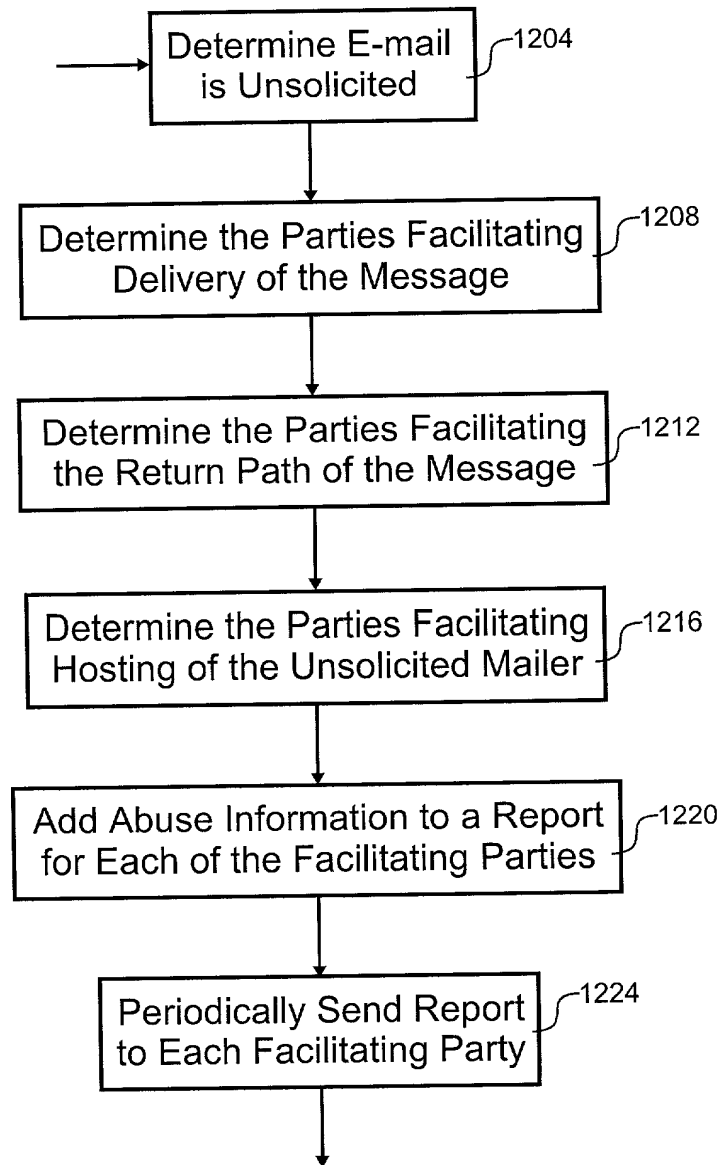 Determine E-mail
is Unsolicited
1204
Determine the Parties Facilitating
Delivery of the Message
1208
Determine the Parties Facilitating
the Return Path of the Message
1212
Determine the Parties Facilitating
Hosting of the Unsolicited Mailer
1216
Add Abuse Information to a Report
for Each of the Facilitating Parties
1220
Periodically Send Report
to Each Facilitating Party
1224